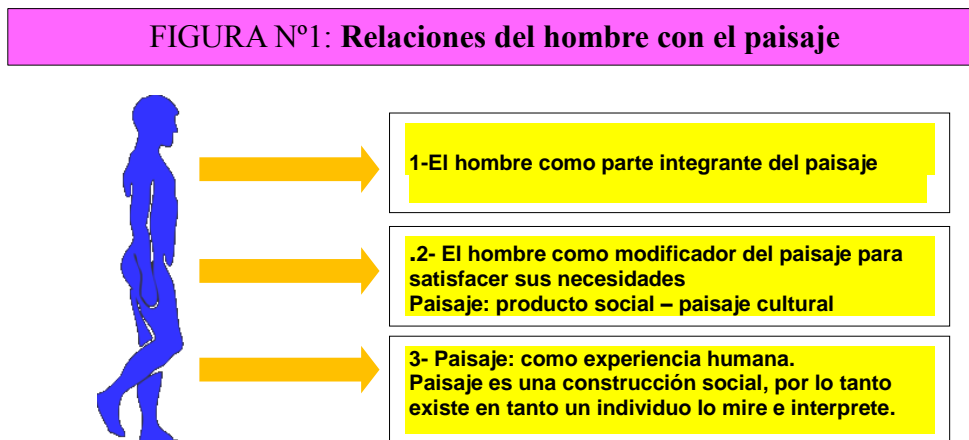 FIGURA Nº1: Relaciones del hombre con el paisaje
1-El hombre como parte integrante del paisaje
.2- El hombre como modificador del paisaje para
satisfacer sus necesidades
Paisaje: producto social – paisaje cultural
3- Paisaje: como experiencia humana.
Paisaje es una construcción social, por lo tanto
existe en tanto un individuo lo mire e interprete.